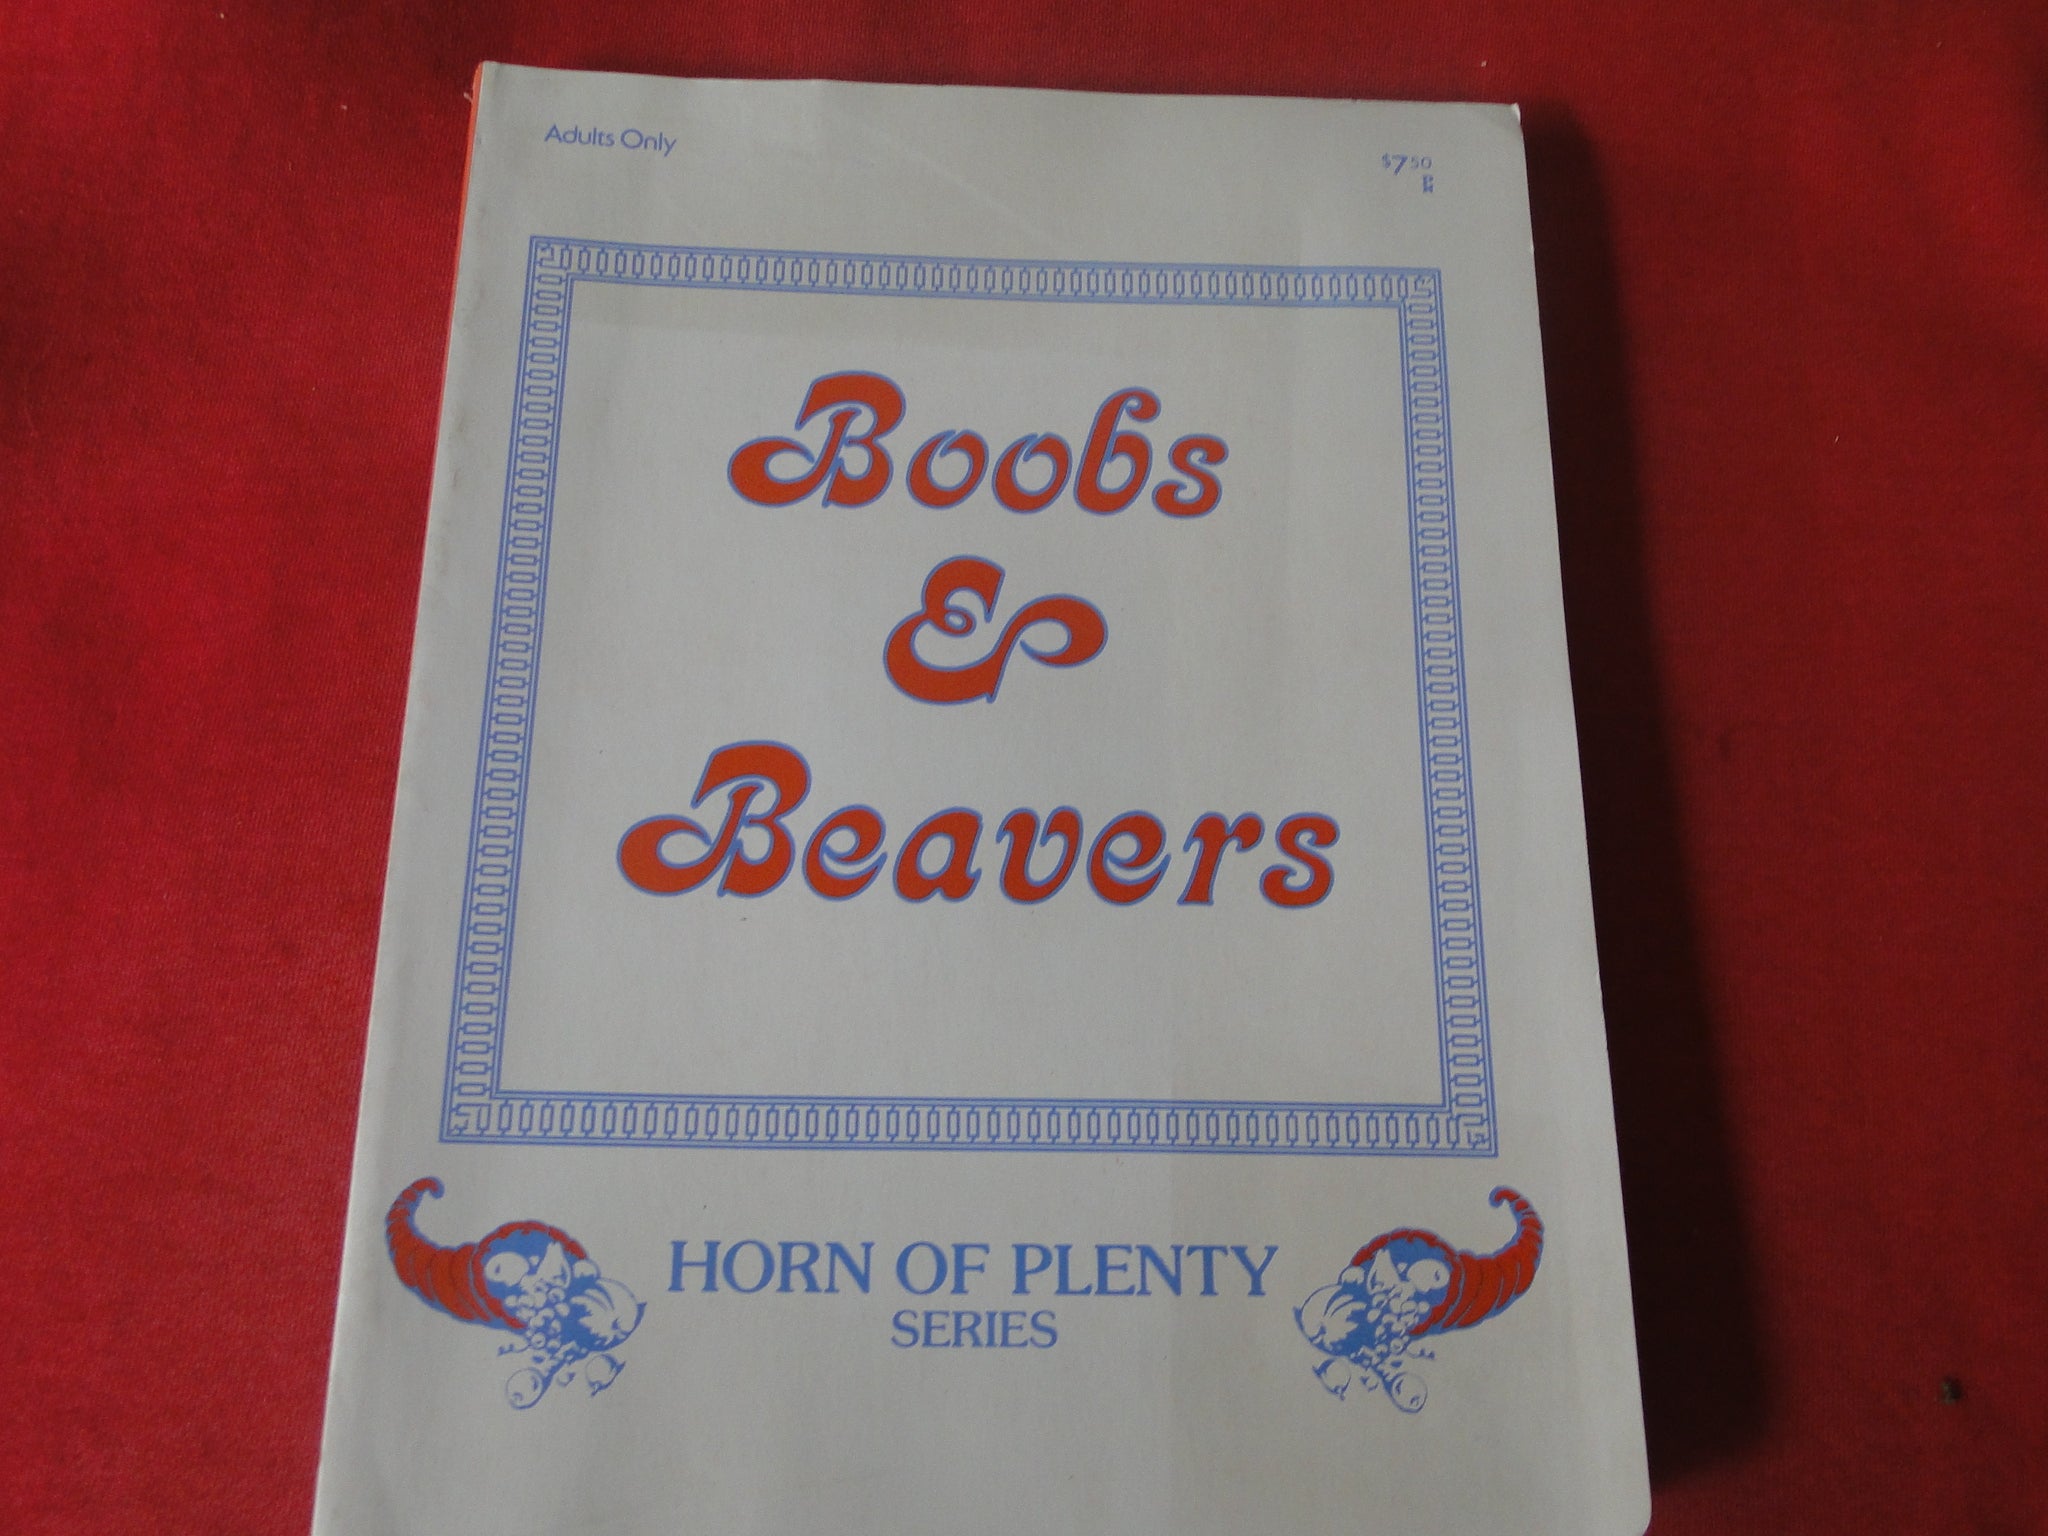 Adults Only
$7.50
Boobs
&
Beavers
HORN OF PLENTY
SERIES